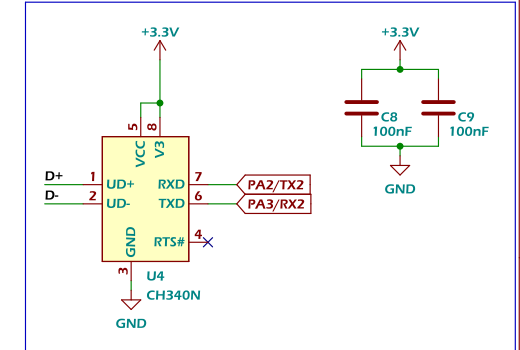 +3.3V
+3.3V
C8
100nF
C9
100nF
GND
5
8
VCC
V3
D+
1
UD+
D-
2
UD-
RXD
7
PA2/TX2
TXD
6
PA3/RX2
RTS#
4
GND
3
U4
CH340N
GND